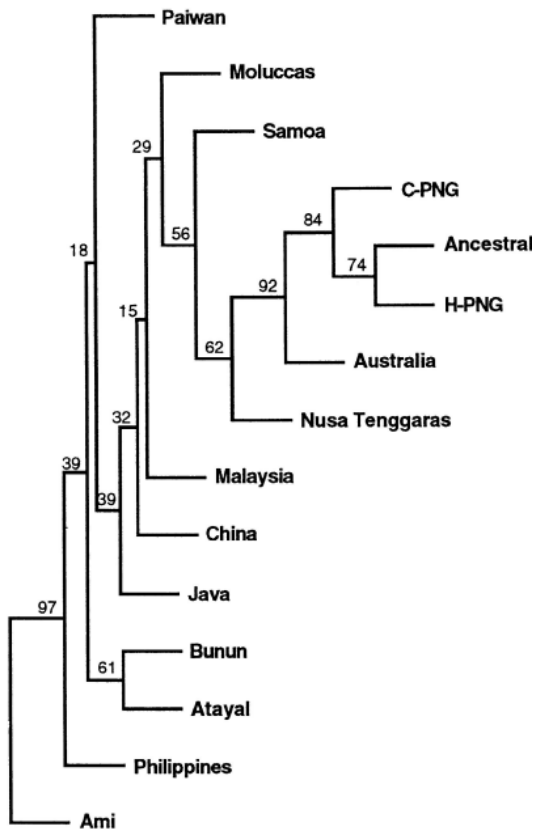 Paiwan
Moluccas
Samoa
29
C-PNG
84
56
Ancestral
18
74
92
H-PNG
15
62
Australia
32
Nusa Tenggaras
39
Malaysia
39
China
Java
97
Bunun
61
Atayal
Philippines
Ami